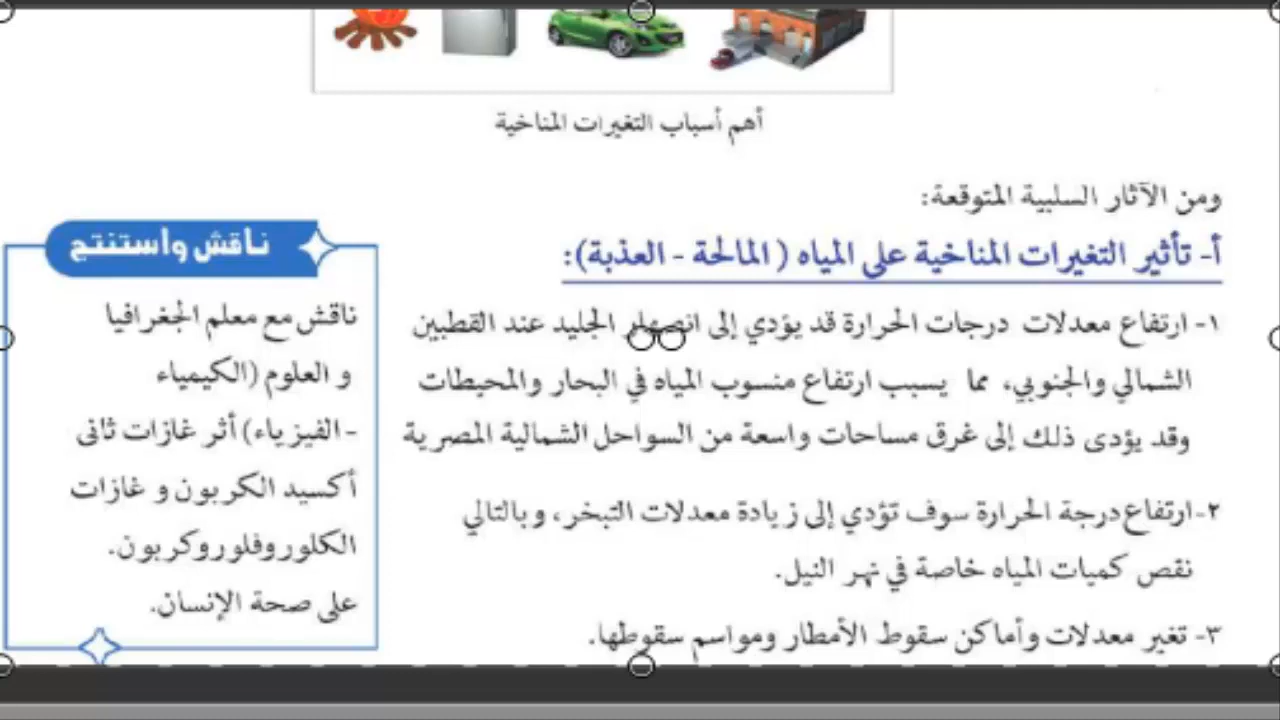 أهم أسباب التغيرات المناخية
ومن الآثار السلبية المتوقعة:
أ- تأثير التغيرات المناخية على المياه ( المالحة - العذبة):
١- ارتفاع معدلات درجات الحرارة قد يؤدي إلى انصهار الجليد عند القطبين
الشمالي والجنوبي، مما يسبب ارتفاع منسوب المياه في البحار والمحيطات
وقد يؤدى ذلك إلى غرق مساحات واسعة من السواحل الشمالية المصرية
٢-ارتفاع درجة الحرارة سوف تؤدي إلى زيادة معدلات التبخر، وبالتالي
نقص كميات المياه خاصة في نهر النيل.
٣- تغير معدلات وأماكن سقوط الأمطار ومواسم سقوطها.
ناقش واستنتج
ناقش مع معلم الجغرافيا
و العلوم (الكيمياء
- الفيزياء) أثر غازات ثانى
أكسيد الكربون و غازات
الكلوروفلوروكربون.
على صحة الإنسان.